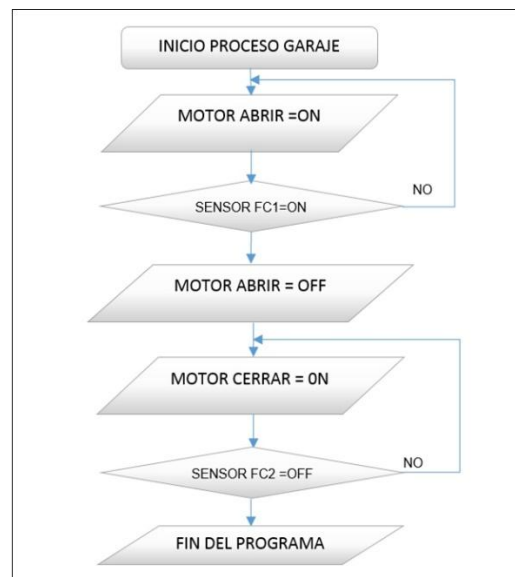 INICIO PROCESO GARAJE
MOTOR ABRIR =ON
NO
SENSOR FC1=ON
MOTOR ABRIR = OFF
MOTOR CERRAR = 0N
NO
SENSOR FC2 =OFF
FIN DEL PROGRAMA